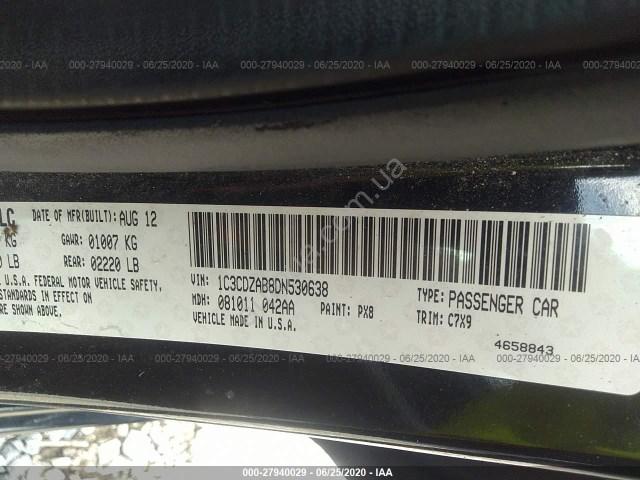 000-27940029 - 06/25/2020 - IAA
LC DATE OF MFR(BUILT): AUG 12
KG GAWR: 01007 KG
LB REAR: 02220 LB
U.S.A. FEDERAL MOTOR VEHICLE SAFETY,
STANDARDS IN EFFECT ON
SHOWN ABOVE.
VIN: 1C3CDZAB8DN530638
MDH: 081011 042AA PAINT: PX8
VEHICLE MADE IN U.S.A.
TYPE: PASSENGER CAR
TRIM: C7X9
4658843
000-27940029 - 06/25/2020 - IAA
000-27940029 - 06/25/2020 - IAA